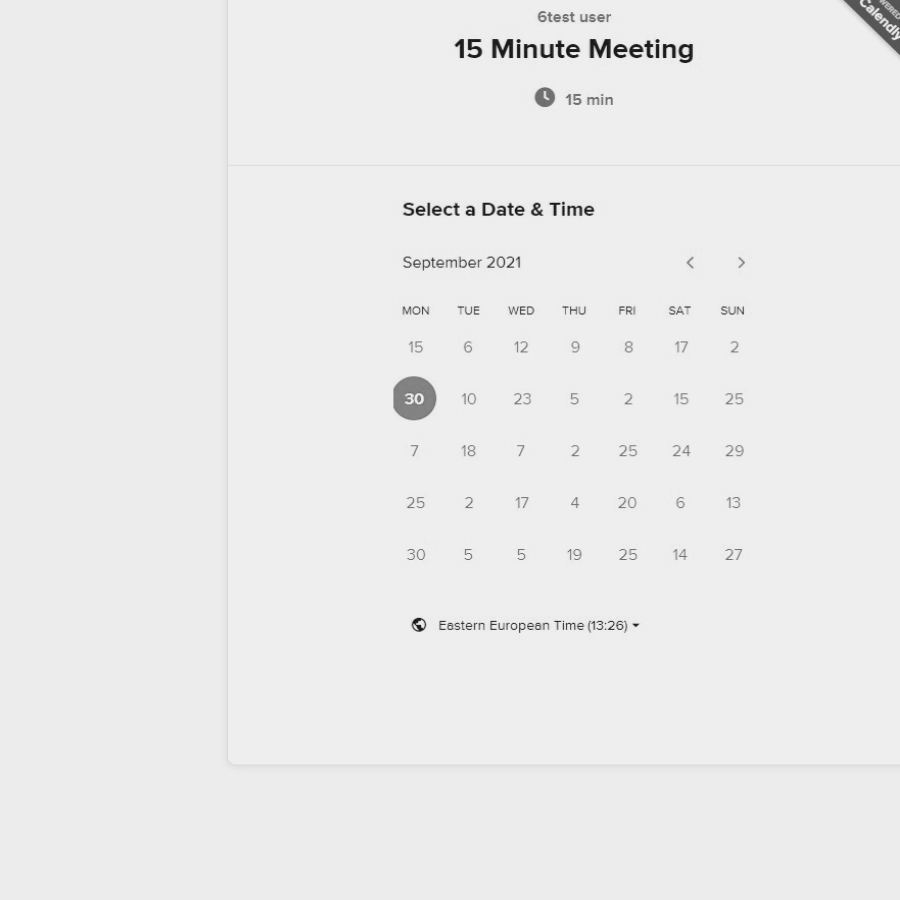 6test user
15 Minute Meeting
15 min
Calendly
Select a Date & Time
September 2021
MON TUE WED THU FRI SAT SUN
15 6 12 9 8 17 2
30 10 23 5 2 15 25
7 18 7 2 25 24 29
25 2 17 4 20 6 13
30 5 5 19 25 14 27
Eastern European Time (13:26)